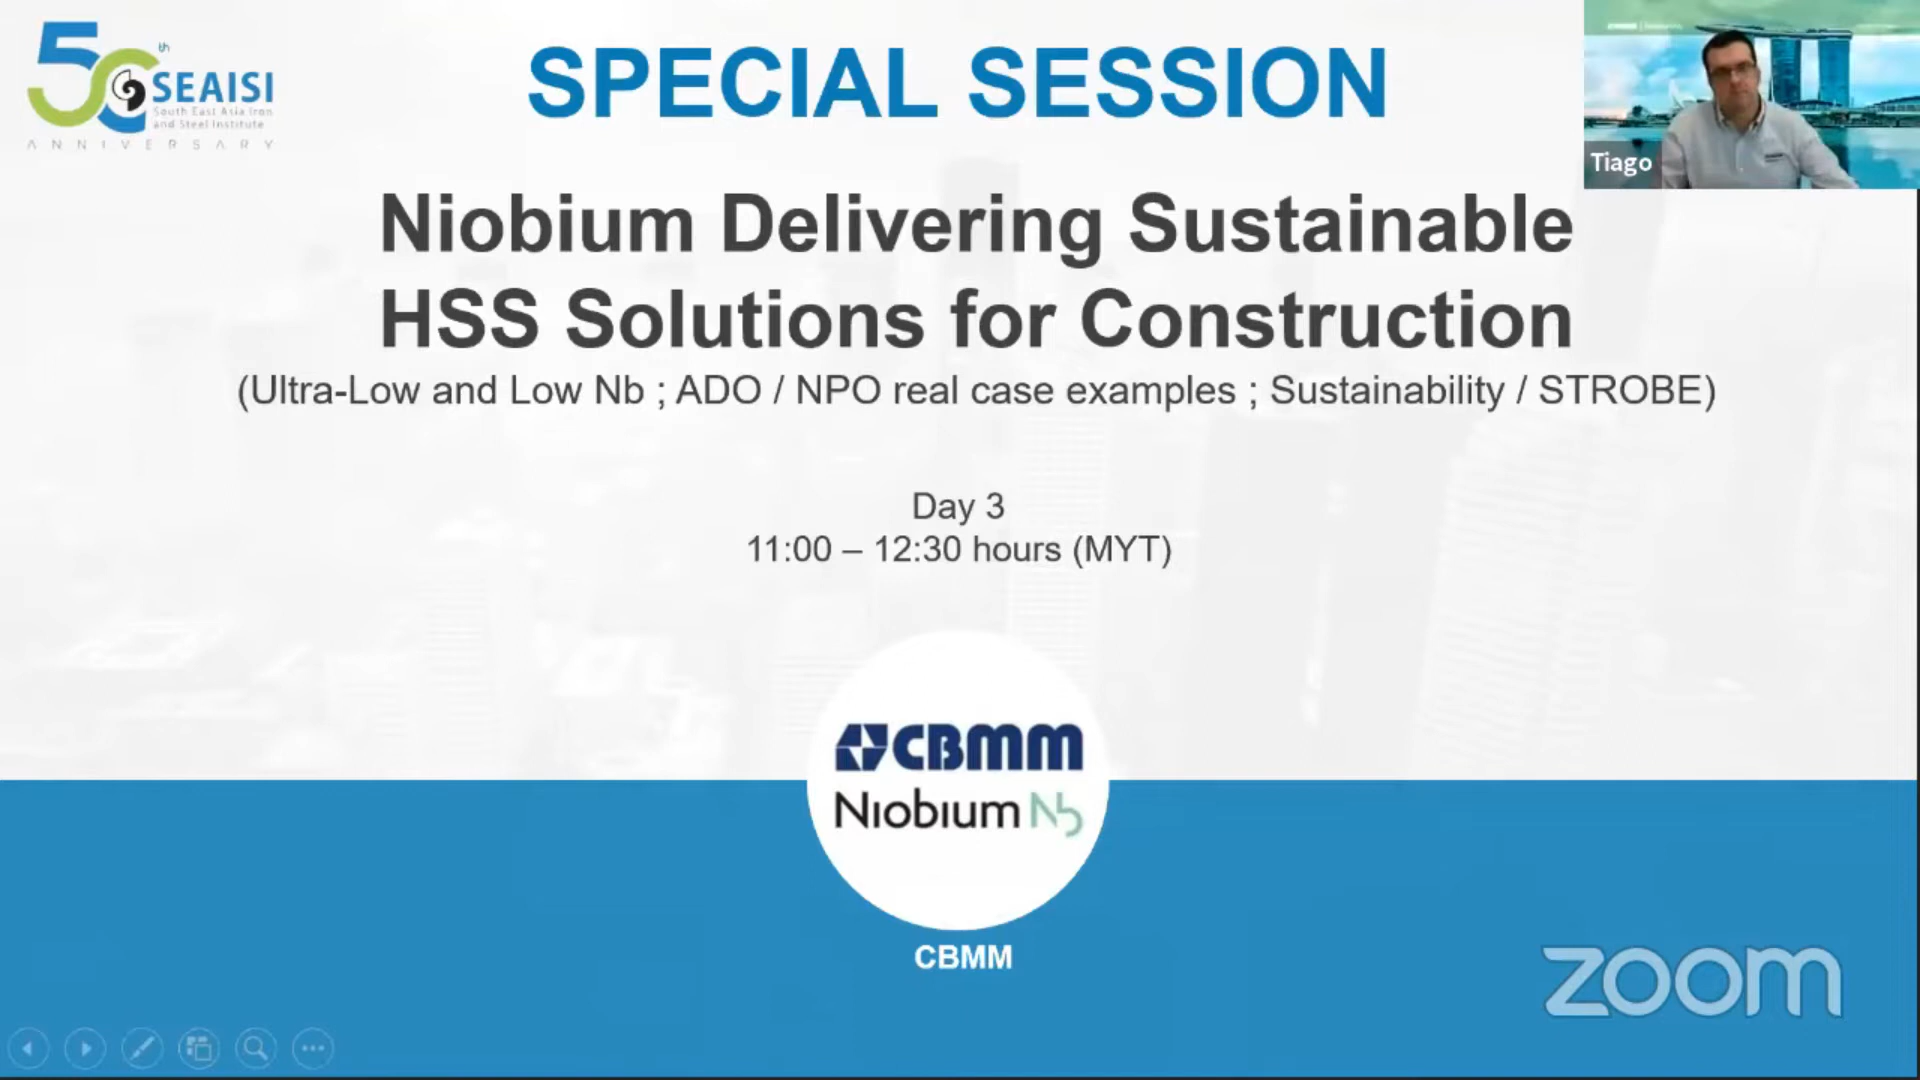 50th
SEAISI
South East Asia Iron
and Steel Institute
ANNIVERSARY
SPECIAL SESSION
Tiago
Niobium Delivering Sustainable
HSS Solutions for Construction
(Ultra-Low and Low Nb ; ADO / NPO real case examples ; Sustainability / STROBE)
Day 3
11:00 – 12:30 hours (MYT)
CBMM
Niobium Nb
CBMM
zoom